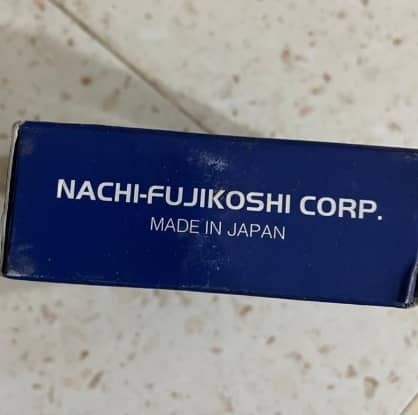 NACHI-FUJIKOSHI CORP.
MADE IN JAPAN